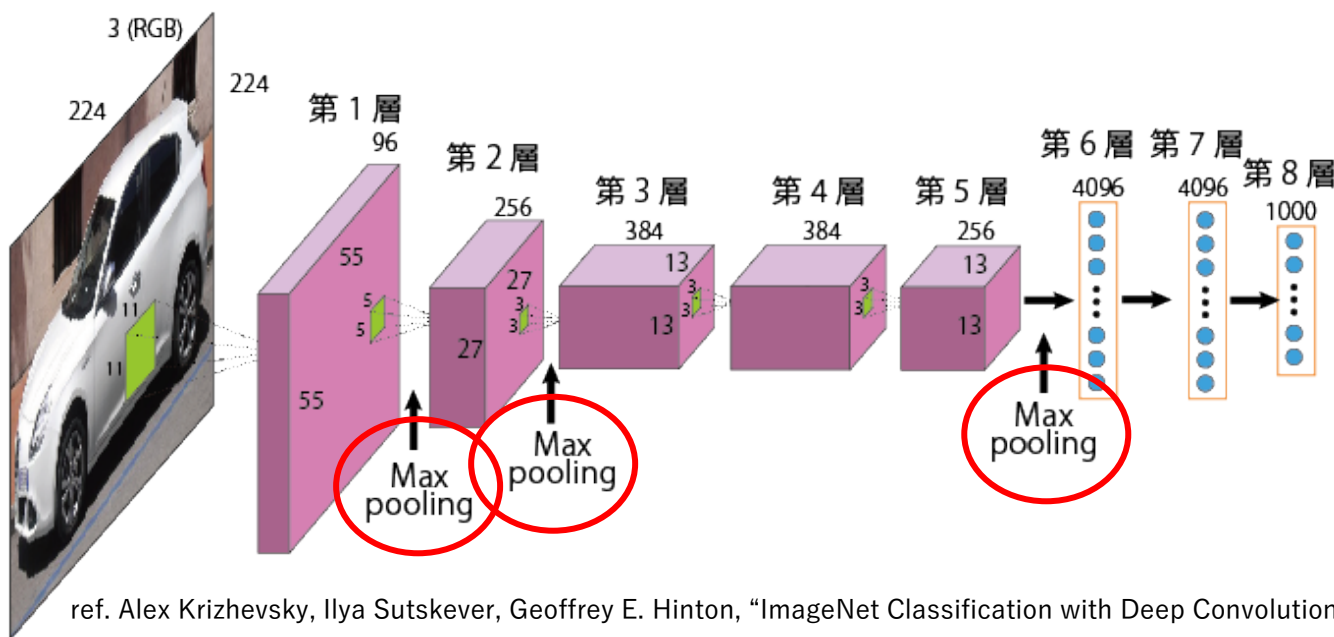 3 (RGB)
224
224
第 1 層
96
55
55
11
11
5
5
第 2 層
256
27
27
3
3
第 3 層
384
13
13
3
3
第 4 層
384
3
3
第 5 層
256
13
13
第 6 層
4096
第 7 層
4096
第 8 層
1000
Max
pooling
Max
pooling
Max
pooling
ref. Alex Krizhevsky, Ilya Sutskever, Geoffrey E. Hinton, “ImageNet Classification with Deep Convolution